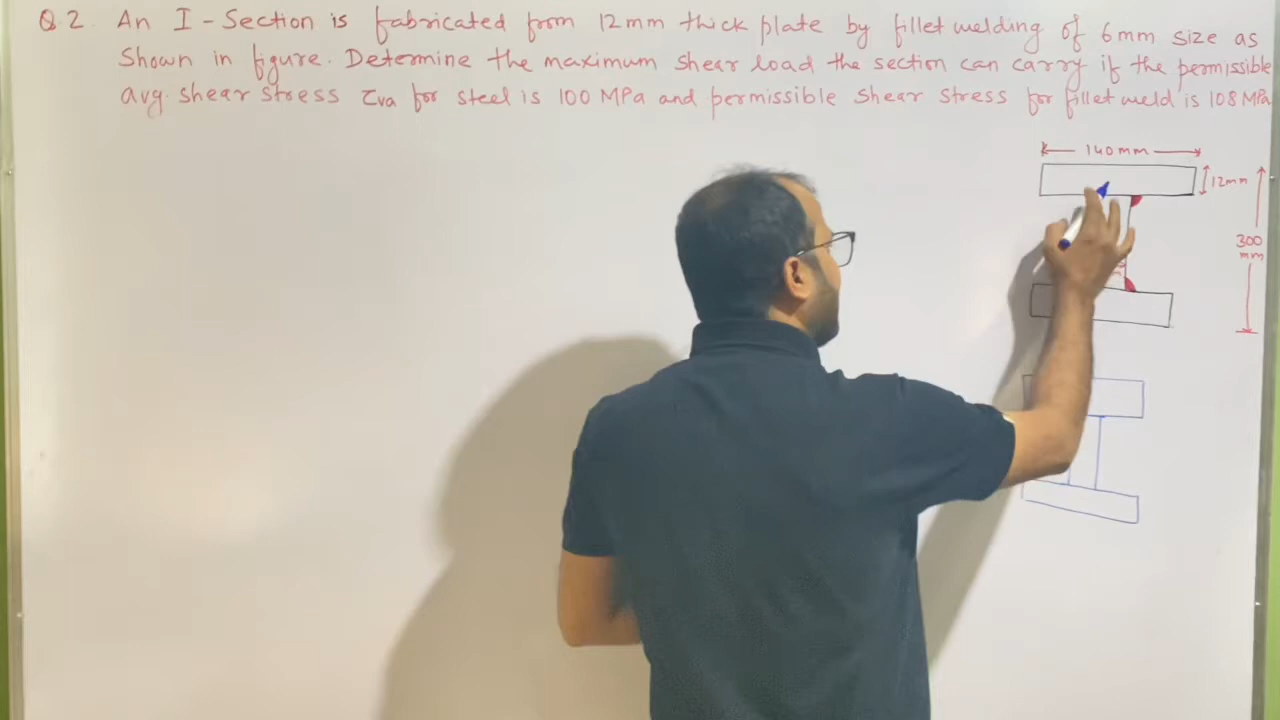 Q.2. An I-Section is fabricated from 12mm thick plate by fillet welding of 6mm size as
Shown in figure. Determine the maximum shear load the section can carry if the permissible
avg. shear stress τva for steel is 100 MPa and permissible shear stress for fillet weld is 108 MPa
140mm
12mm
300
mm